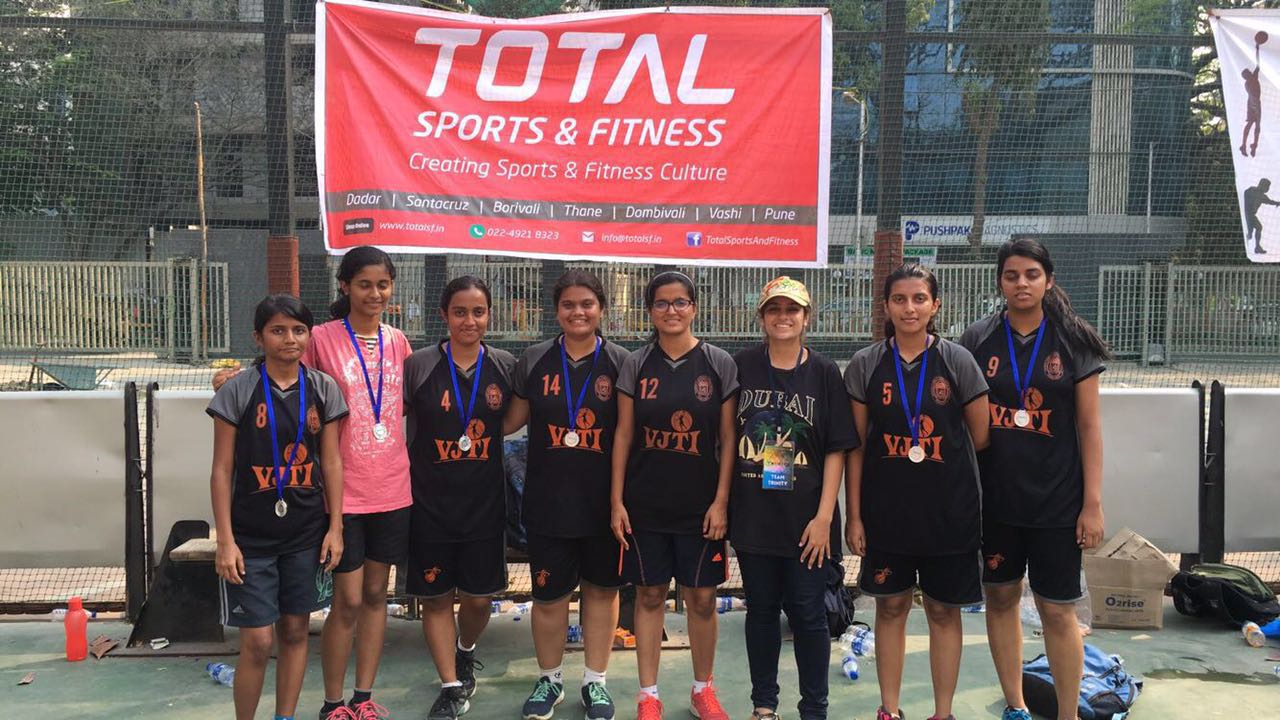 TOTAL
SPORTS & FITNESS
Creating Sports & Fitness Culture
Dadar | Santacruz | Borivali | Thane | Dombivali | Vashi | Pune
www.totalsf.in 022-4921 8323 info@totalsf.in TotalSportsAndFitness
PUSHPAK
8
VJTI
4
VJTI
14
VJTI
12
VJTI
DUBAI
TEAM
TRINITY
5
VJTI
9
VJTI
O2rise